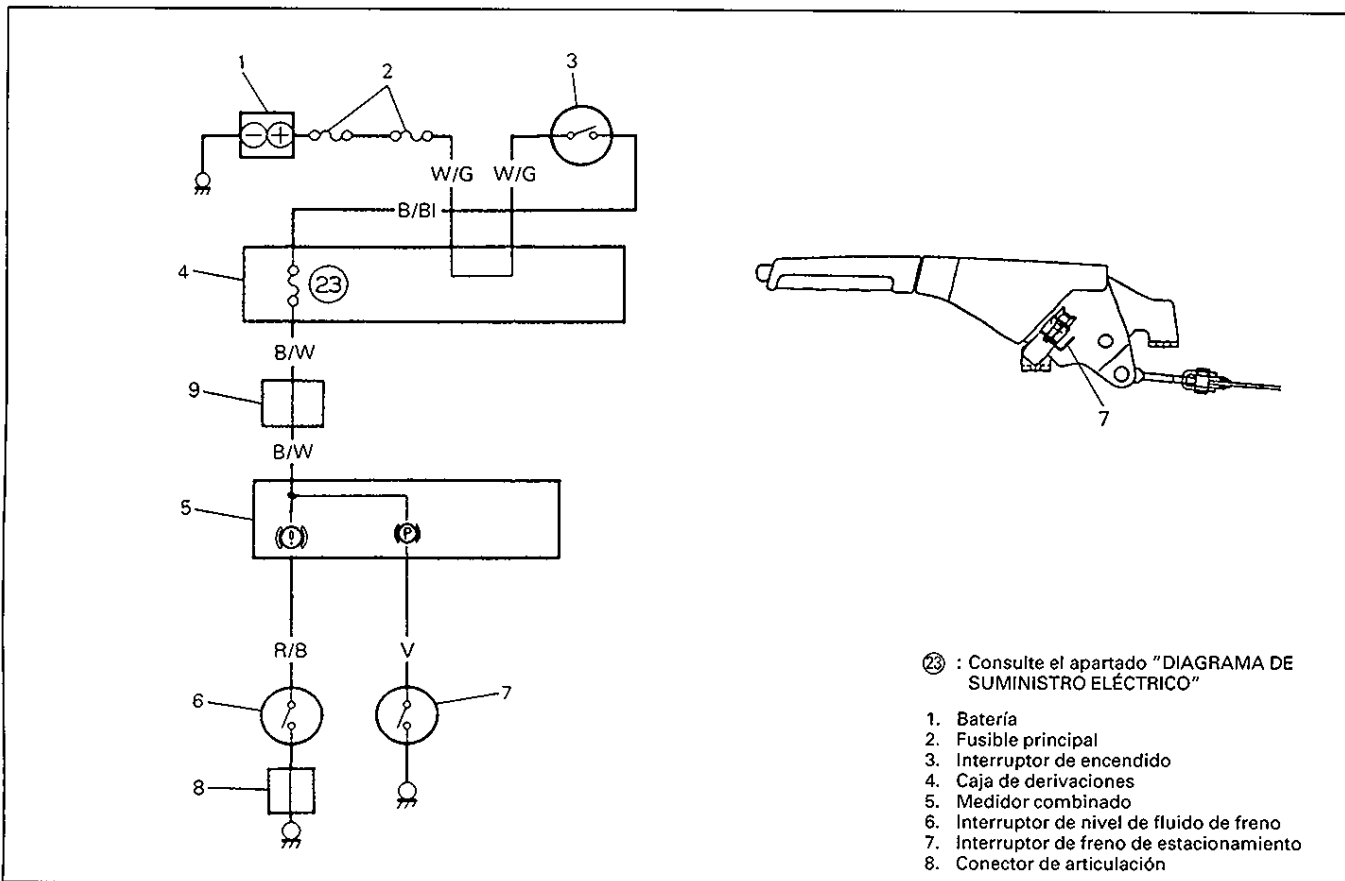 1
2
3
W/G
W/G
B/Bl
4
23
B/W
9
B/W
5
P
R/B
V
6
7
8
7
23 : Consulte el apartado "DIAGRAMA DE
SUMINISTRO ELÉCTRICO"
1. Batería
2. Fusible principal
3. Interruptor de encendido
4. Caja de derivaciones
5. Medidor combinado
6. Interruptor de nivel de fluido de freno
7. Interruptor de freno de estacionamiento
8. Conector de articulación